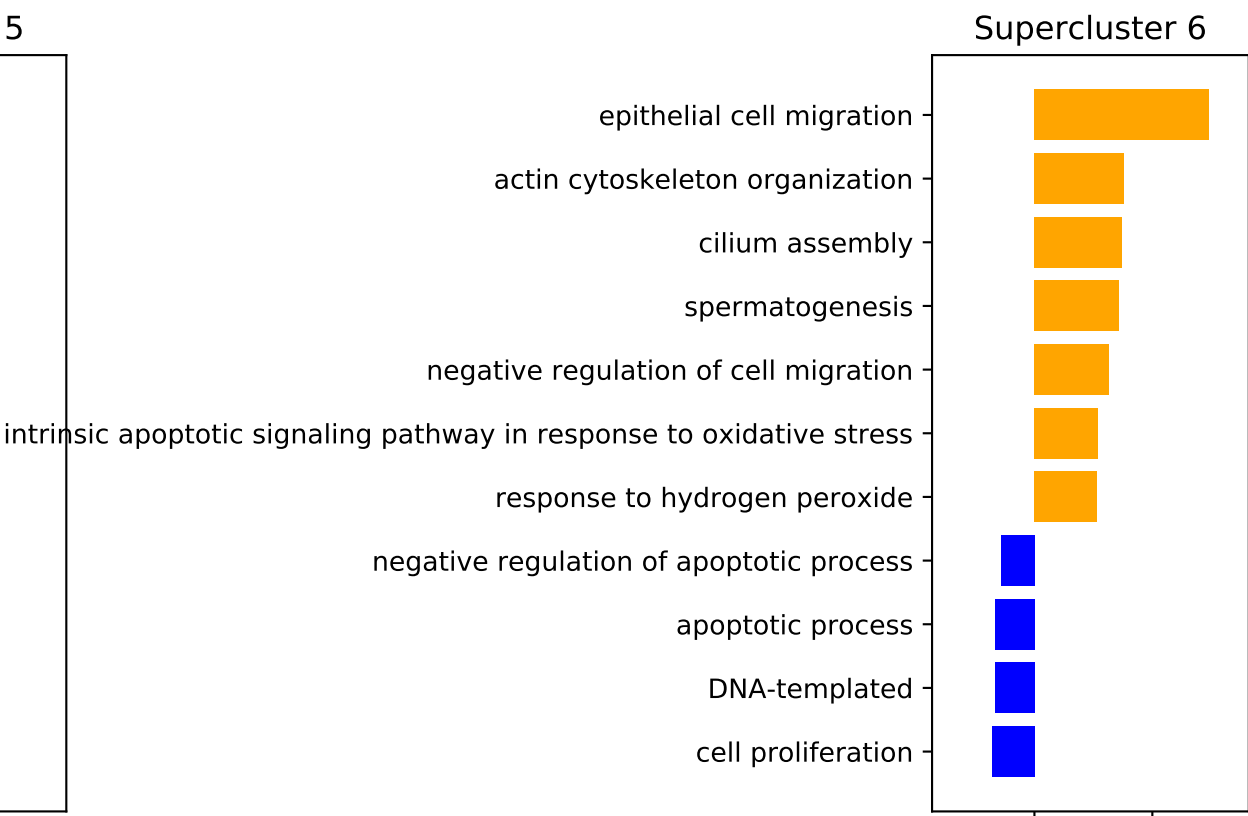 5
Supercluster 6
epithelial cell migration
actin cytoskeleton organization
cilium assembly
spermatogenesis
negative regulation of cell migration
intrinsic apoptotic signaling pathway in response to oxidative stress
response to hydrogen peroxide
negative regulation of apoptotic process
apoptotic process
DNA-templated
cell proliferation